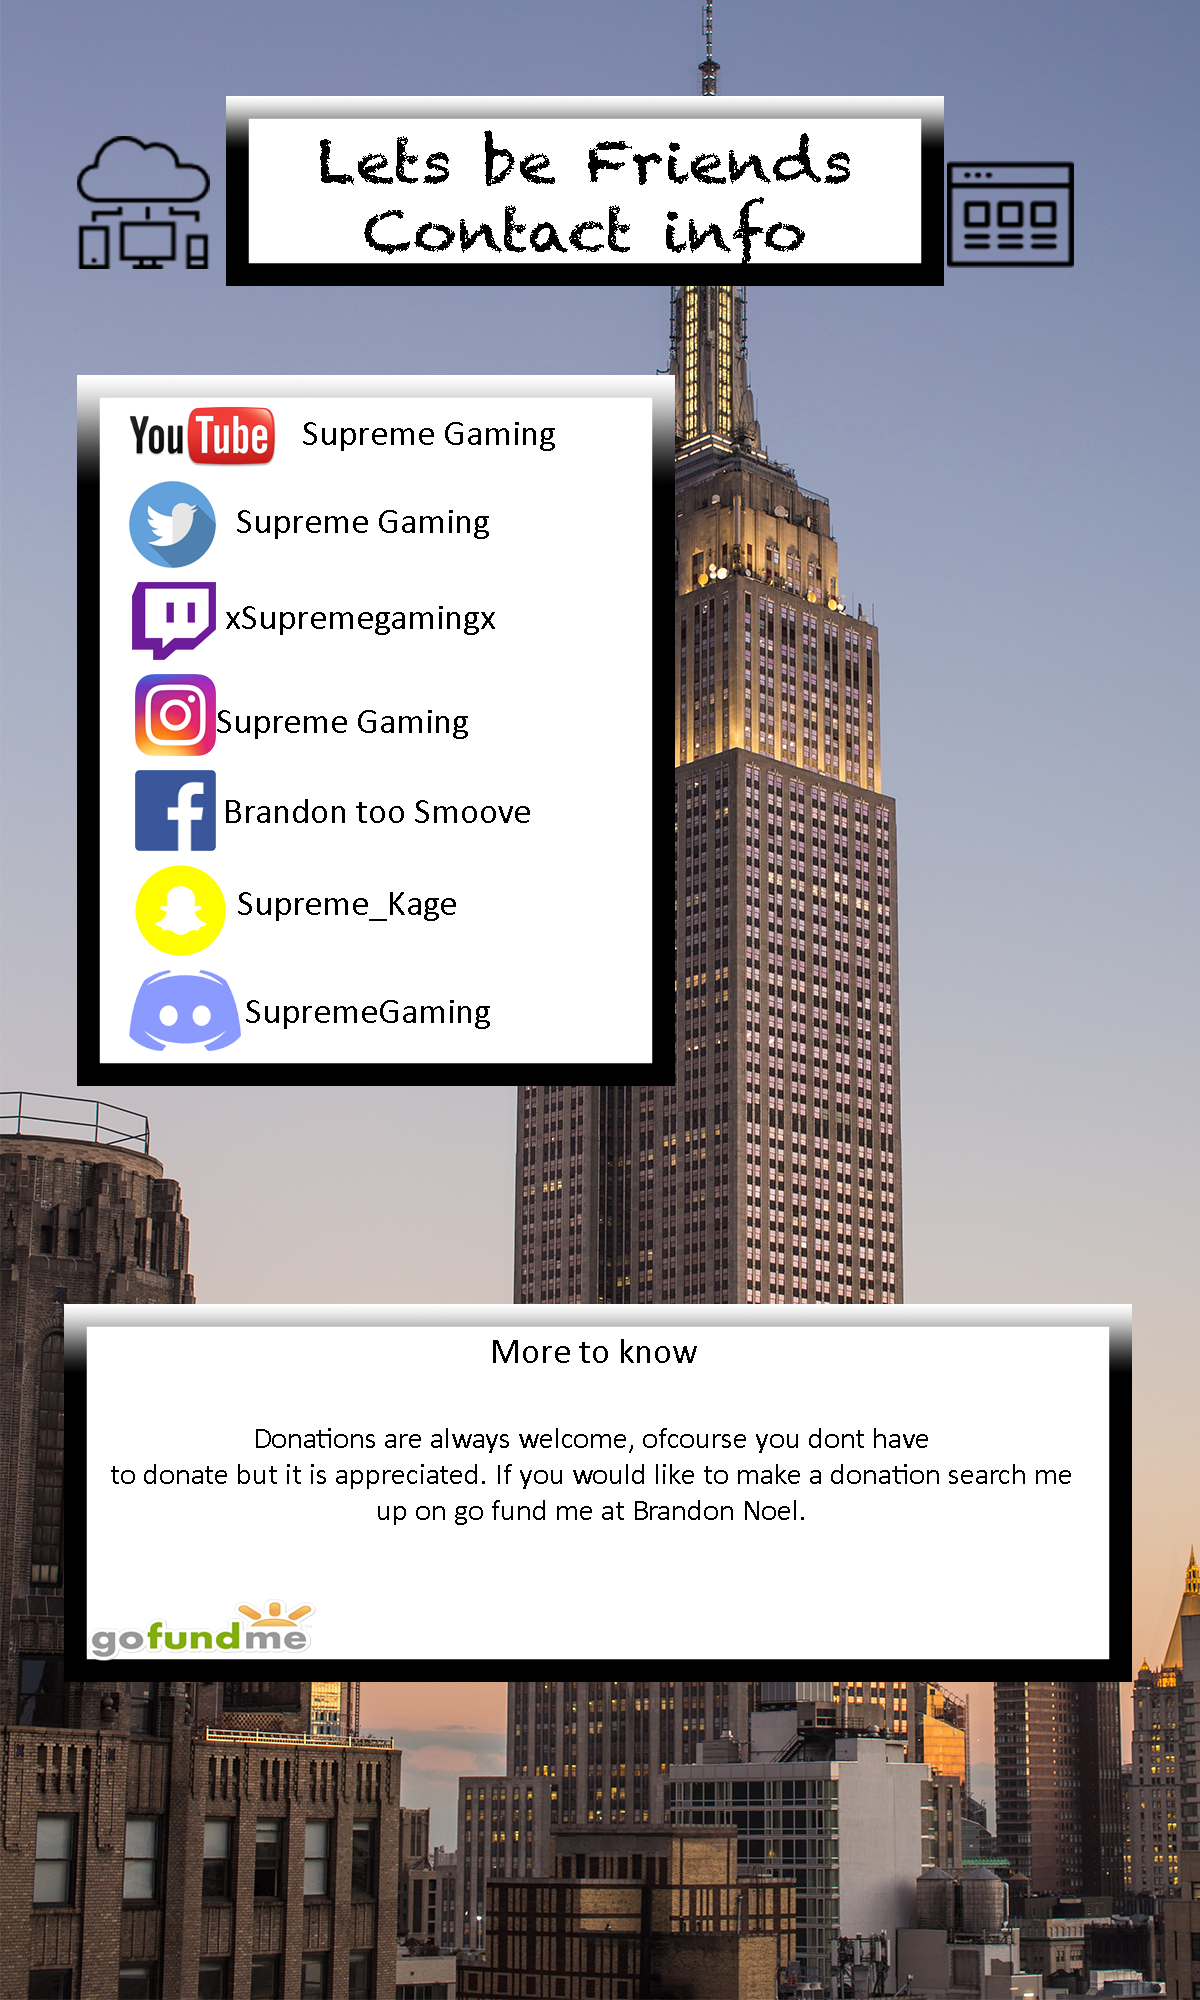 Lets be Friends
Contact info
YouTube Supreme Gaming
Supreme Gaming
xSupremegamingx
Supreme Gaming
Brandon too Smoove
Supreme_Kage
SupremeGaming
More to know
Donations are always welcome, ofcourse you dont have
to donate but it is appreciated. If you would like to make a donation search me
up on go fund me at Brandon Noel.
gofundme